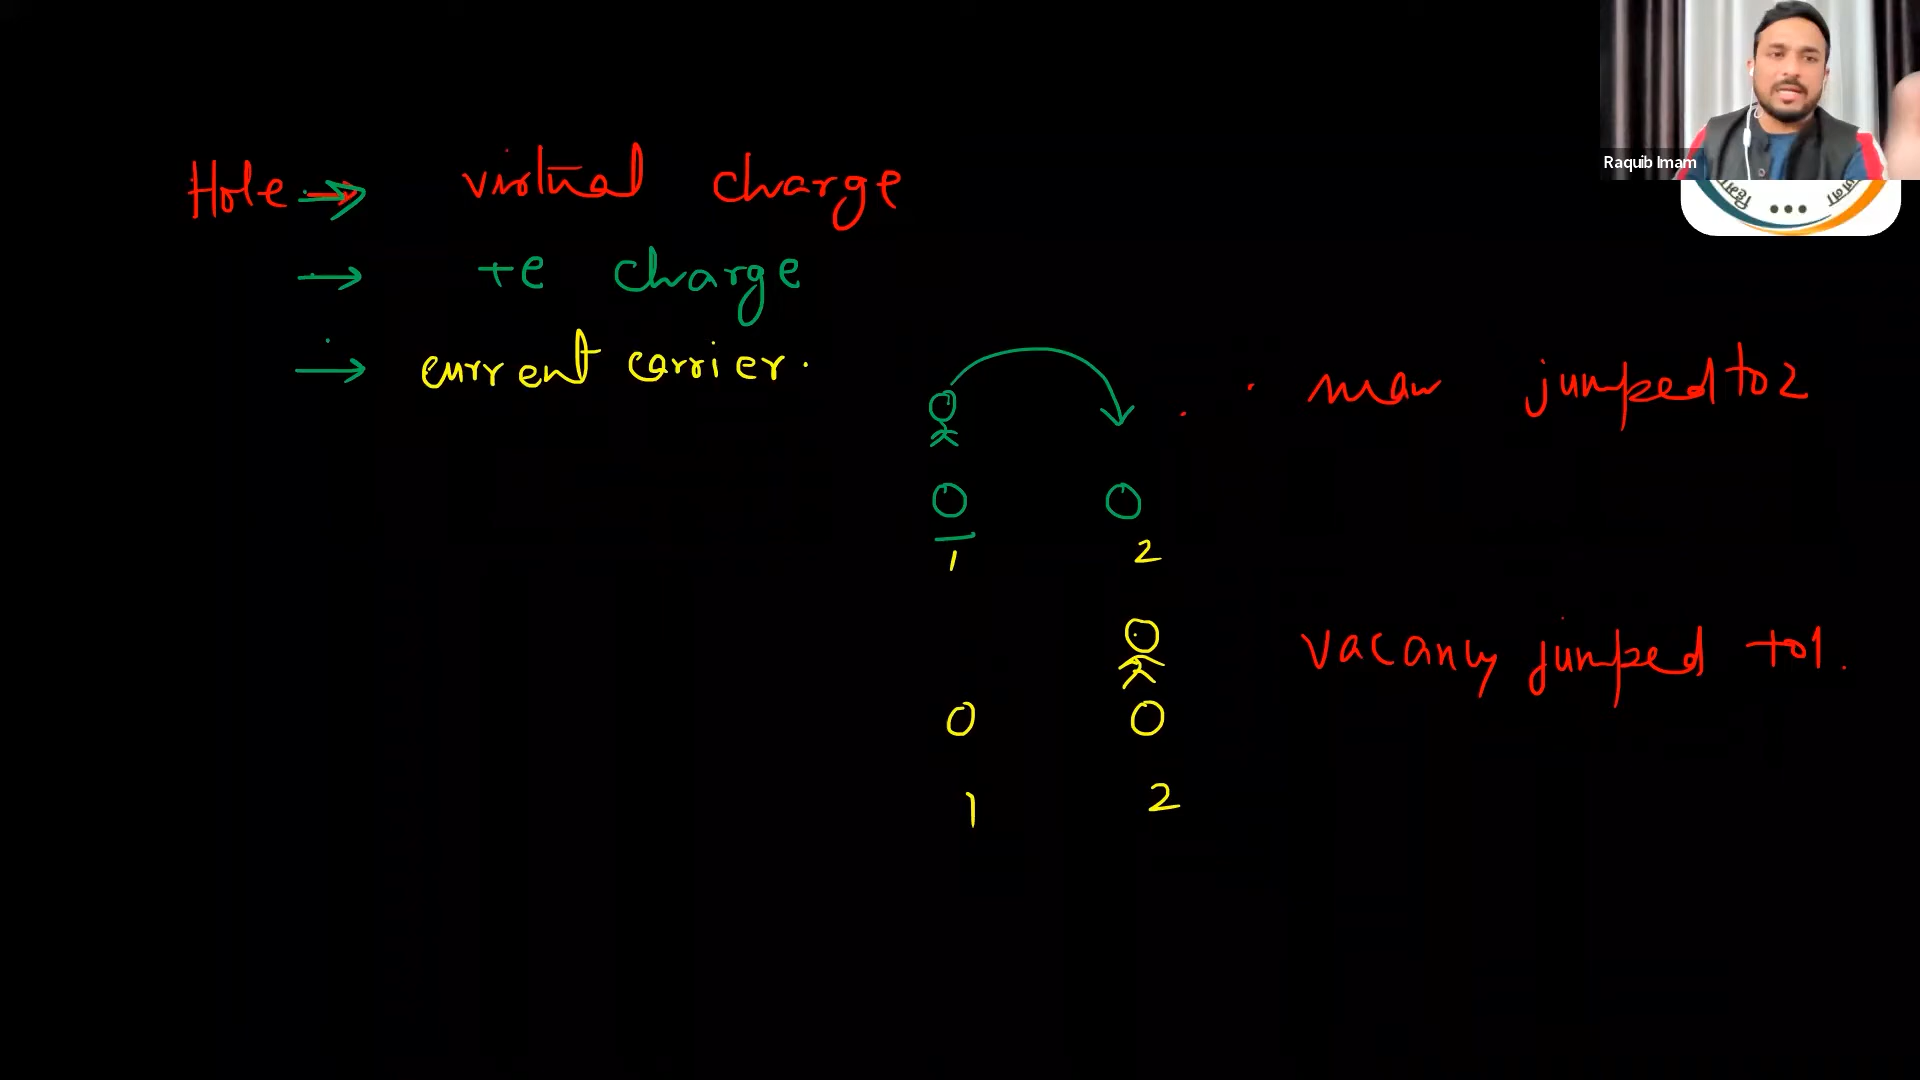 Raquib Imam
Hole → virtual charge
→ +e charge
→ current carrier.
man jumped to 2
1 2
vacancy jumped to 1.
1 2